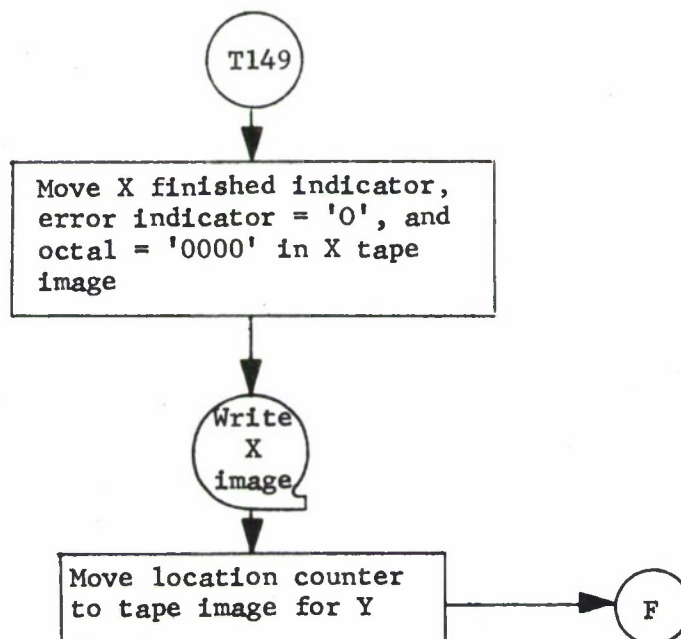 T149
Move X finished indicator,
error indicator = '0', and
octal = '0000' in X tape
image
Write
X
image
Move location counter
to tape image for Y
F